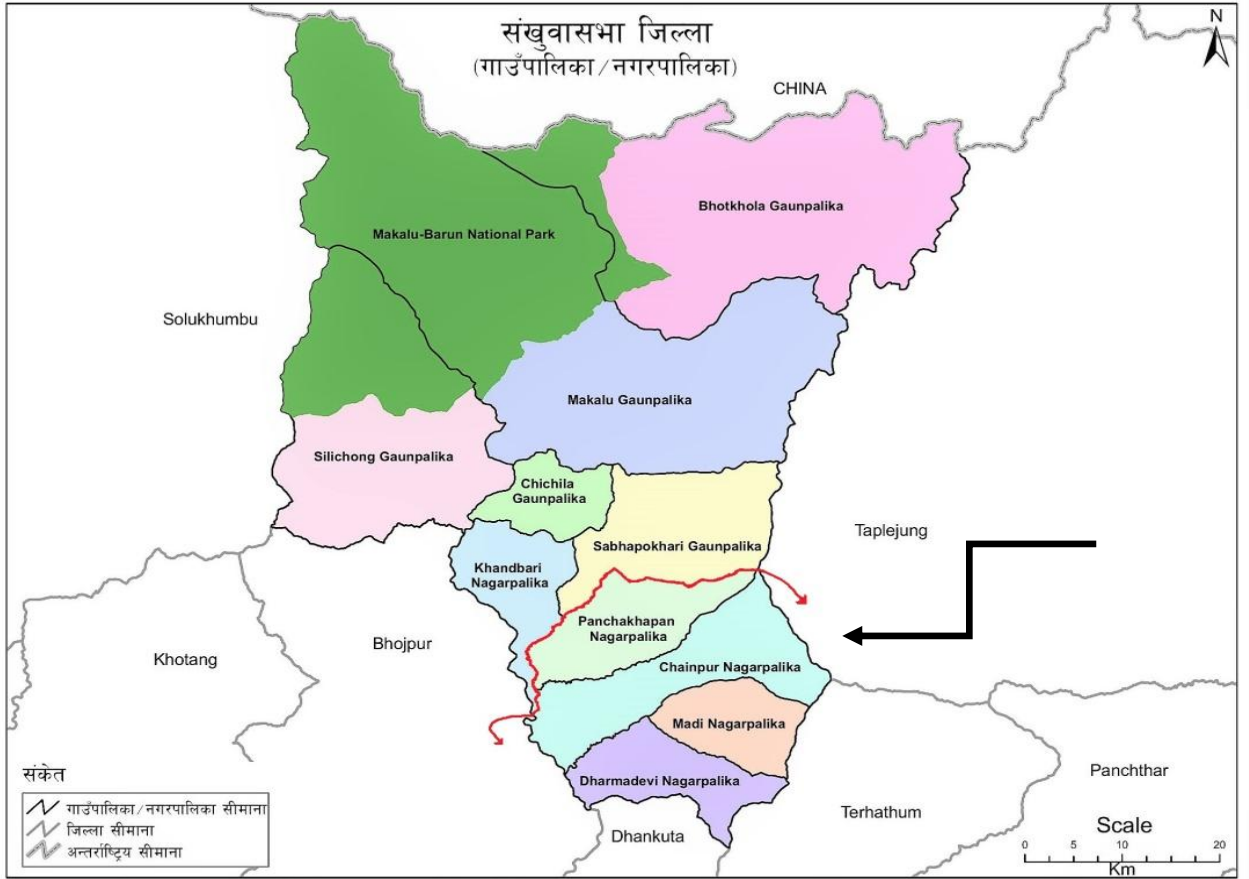 संखुवासभा जिल्ला
(गाउँपालिका/नगरपालिका)
N
CHINA
Bhotkhola Gaunpalika
Makalu-Barun National Park
Solukhumbu
Makalu Gaunpalika
Silichong Gaunpalika
Chichila
Gaunpalika
Taplejung
Sabhapokhari Gaunpalika
Khandbari
Nagarpalika
Panchakhapan
Nagarpalika
Bhojpur
Khotang
Chainpur Nagarpalika
Madi Nagarpalika
Panchthar
Dharmadevi Nagarpalika
Terhathum
Dhankuta
संकेत
गाउँपालिका/नगरपालिका सीमाना
जिल्ला सीमाना
अन्तर्राष्ट्रिय सीमाना
Scale
0 5 10 20
Km